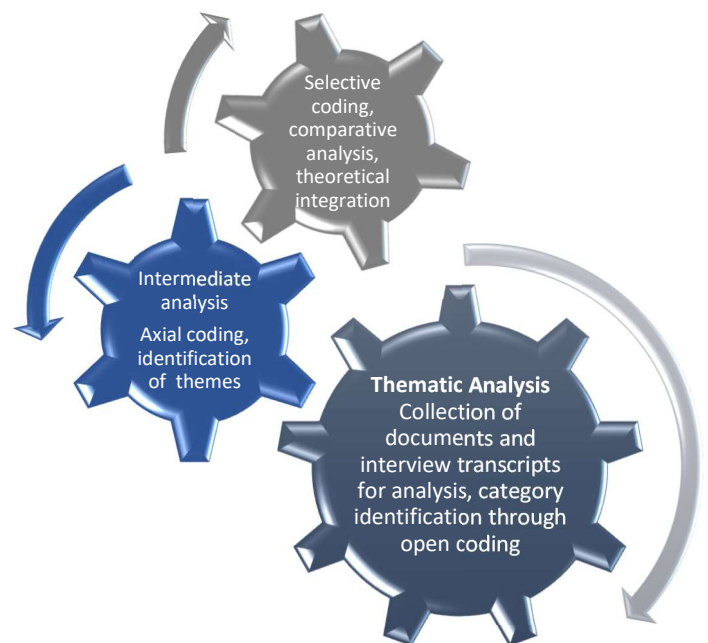 Selective
coding,
comparative
analysis,
theoretical
integration
Intermediate
analysis
Axial coding,
identification
of themes
Thematic Analysis
Collection of
documents and
interview transcripts
for analysis, category
identification through
open coding